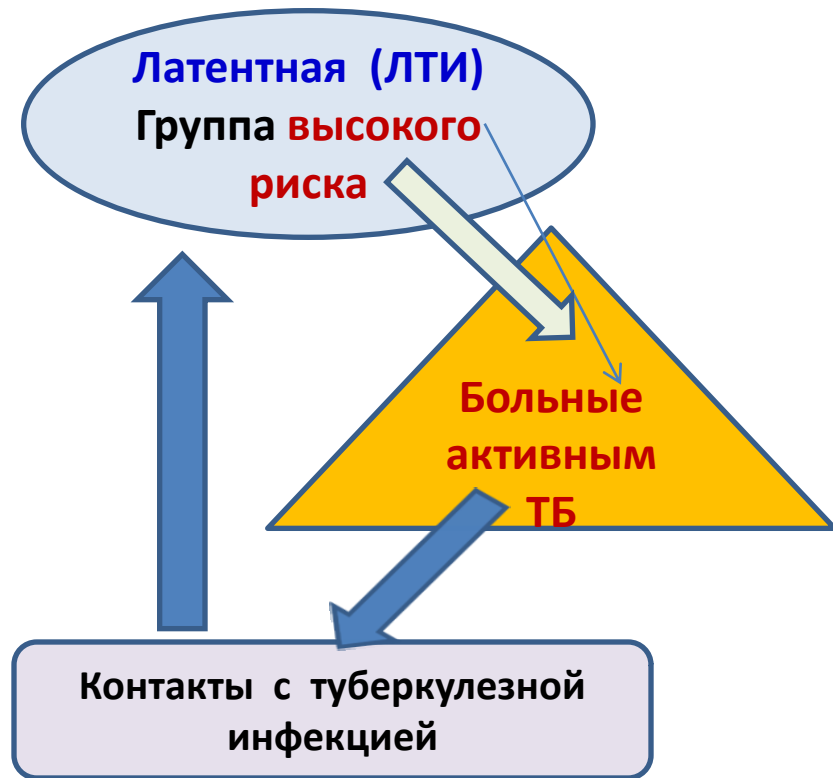 Латентная (ЛТИ)
Группа высокого
риска
Больные
активным
ТБ
Контакты с туберкулезной
инфекцией